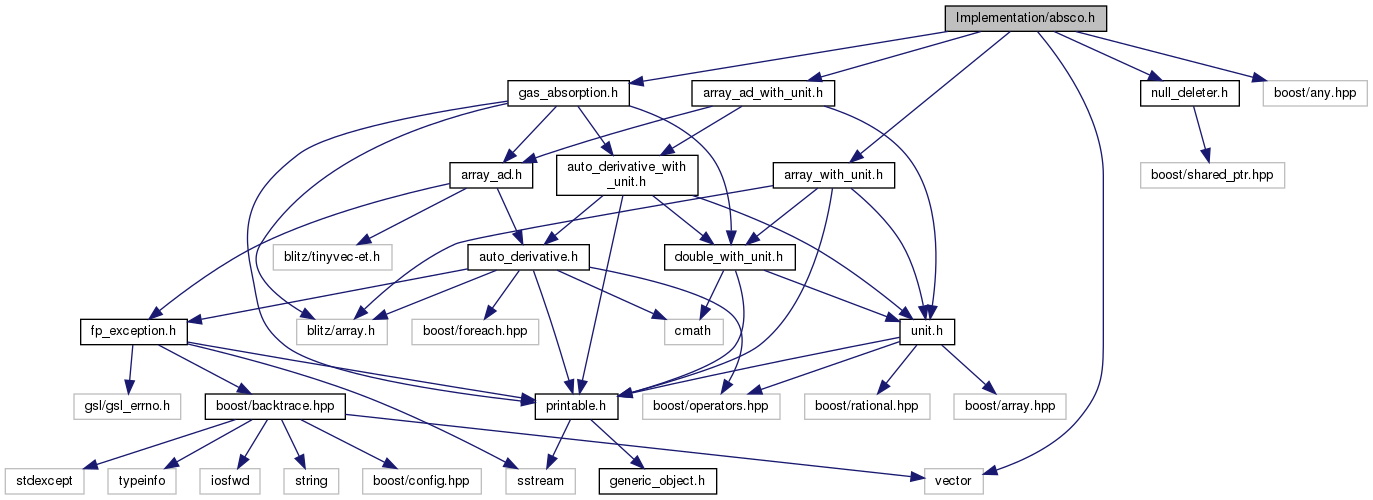 Implementation/absco.h
gas_absorption.h
array_ad_with_unit.h
null_deleter.h
boost/any.hpp
array_ad.h
auto_derivative_with
_unit.h
array_with_unit.h
boost/shared_ptr.hpp
blitz/tinyvec-et.h
auto_derivative.h
double_with_unit.h
fp_exception.h
blitz/array.h
boost/foreach.hpp
cmath
unit.h
gsl/gsl_errno.h
boost/backtrace.hpp
printable.h
boost/operators.hpp
boost/rational.hpp
boost/array.hpp
stdexcept
typeinfo
iosfwd
string
boost/config.hpp
sstream
generic_object.h
vector